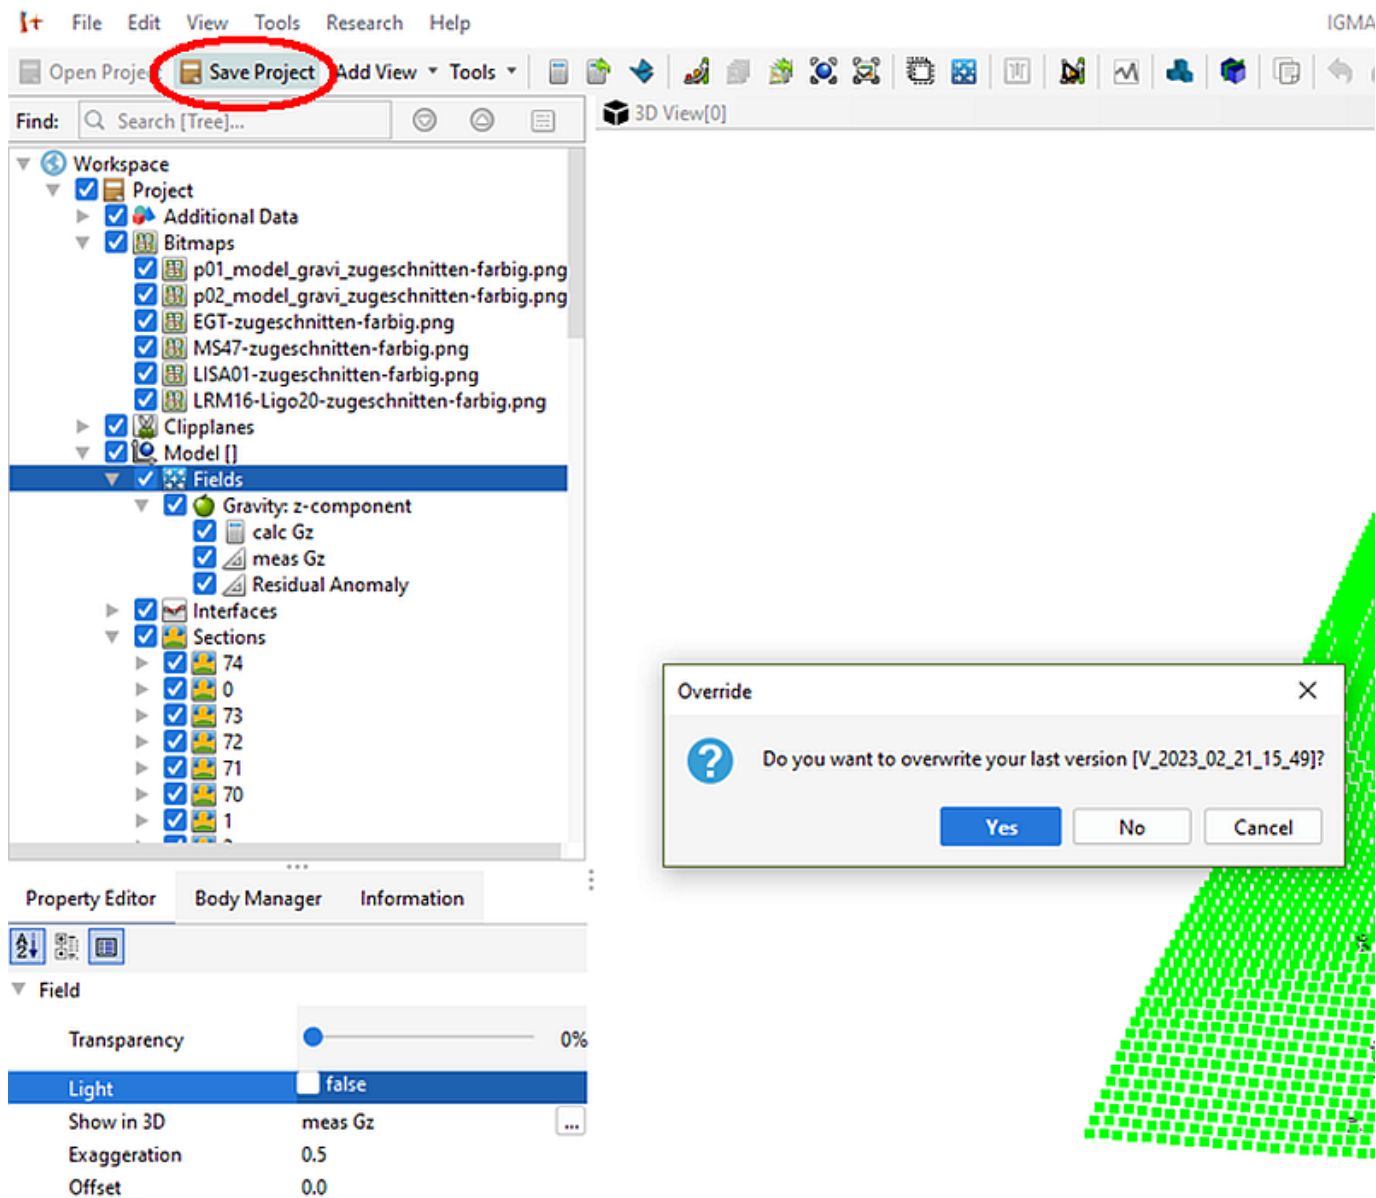 File Edit View Tools Research Help
IGMA
Open Projec Save Project Add View Tools
Find: Search [Tree]...
3D View[0]
Workspace
Project
Additional Data
Bitmaps
p01_model_gravi_zugeschnitten-farbig.png
p02_model_gravi_zugeschnitten-farbig.png
EGT-zugeschnitten-farbig.png
MS47-zugeschnitten-farbig.png
LISA01-zugeschnitten-farbig.png
LRM16-Ligo20-zugeschnitten-farbig.png
Clipplanes
Model []
Fields
Gravity: z-component
calc Gz
meas Gz
Residual Anomaly
Interfaces
Sections
74
0
73
72
71
70
1
Override
Do you want to overwrite your last version [V_2023_02_21_15_49]?
Yes No Cancel
Property Editor Body Manager Information
Field
Transparency 0%
Light false
Show in 3D meas Gz ...
Exaggeration 0.5
Offset 0.0